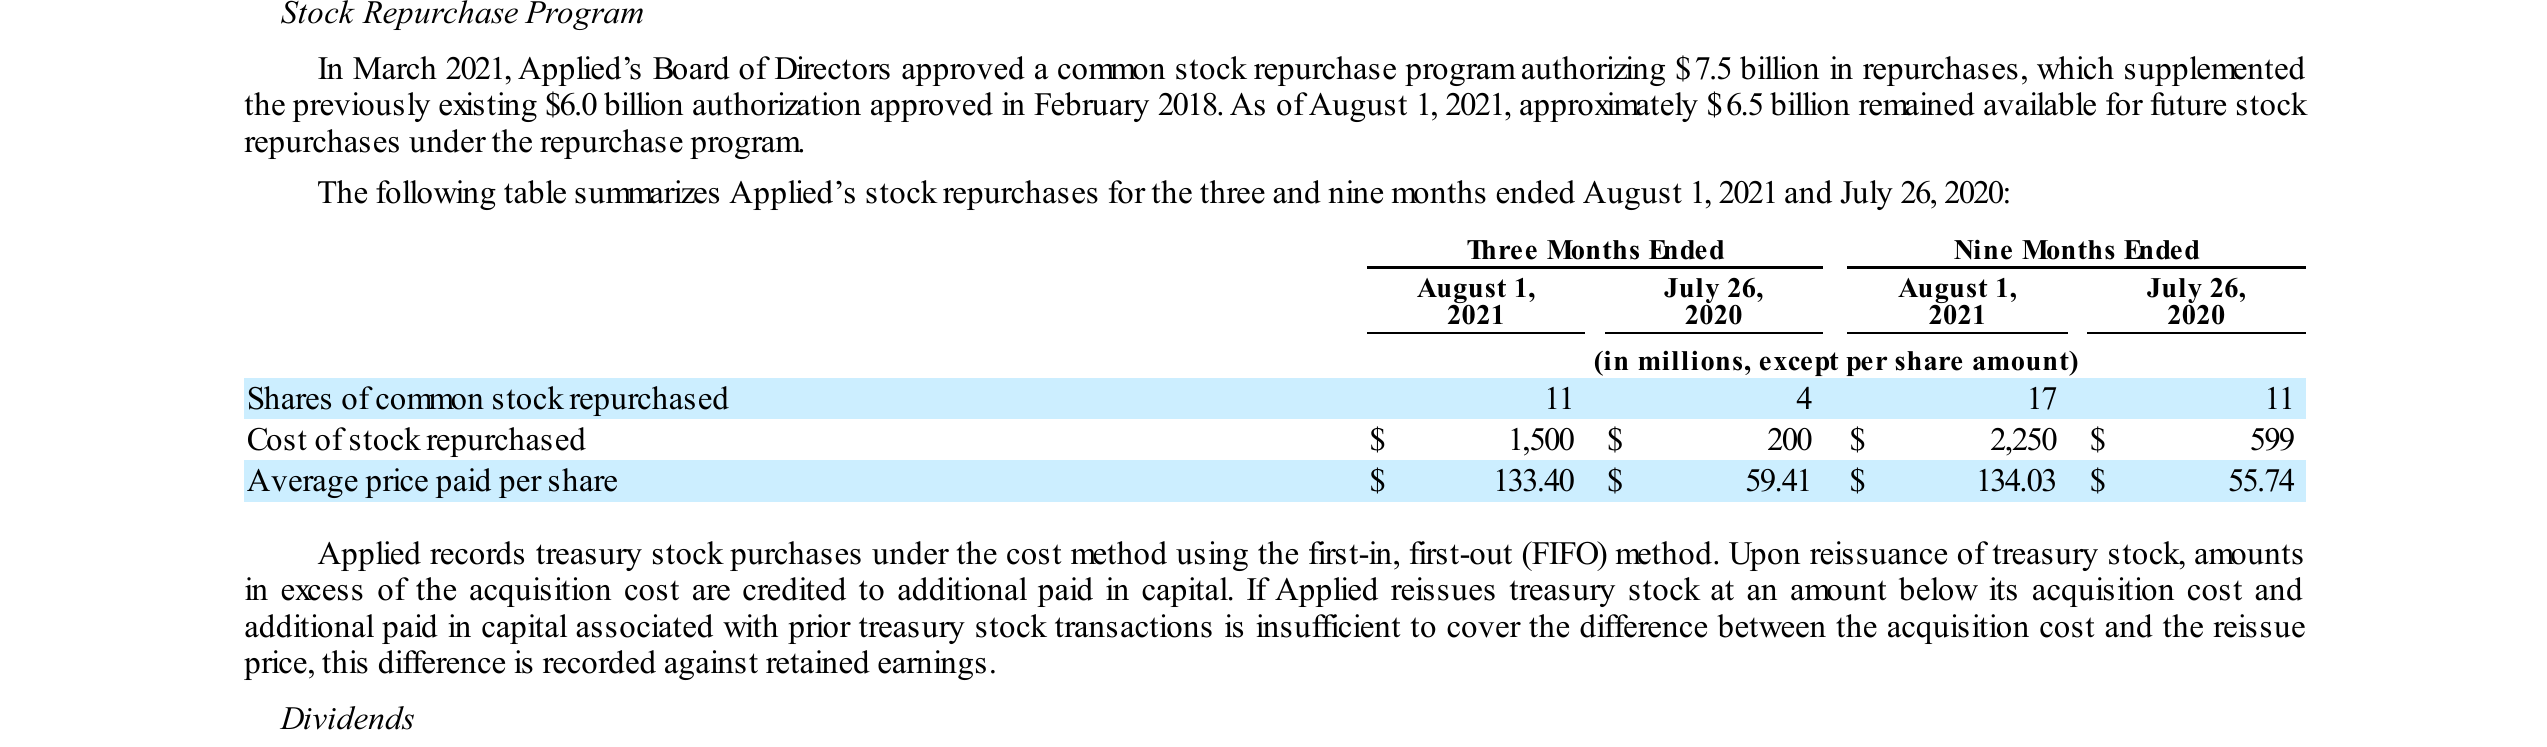 Stock Repurchase Program
In March 2021, Applied’s Board of Directors approved a common stock repurchase program authorizing $7.5 billion in repurchases, which supplemented
the previously existing $6.0 billion authorization approved in February 2018. As of August 1, 2021, approximately $6.5 billion remained available for future stock
repurchases under the repurchase program.
The following table summarizes Applied’s stock repurchases for the three and nine months ended August 1, 2021 and July 26, 2020:
Three Months Ended Nine Months Ended
August 1, 2021 July 26, 2020 August 1, 2021 July 26, 2020
(in millions, except per share amount)
Shares of common stock repurchased 11 4 17 11
Cost of stock repurchased $ 1,500 $ 200 $ 2,250 $ 599
Average price paid per share $ 133.40 $ 59.41 $ 134.03 $ 55.74
Applied records treasury stock purchases under the cost method using the first-in, first-out (FIFO) method. Upon reissuance of treasury stock, amounts
in excess of the acquisition cost are credited to additional paid in capital. If Applied reissues treasury stock at an amount below its acquisition cost and
additional paid in capital associated with prior treasury stock transactions is insufficient to cover the difference between the acquisition cost and the reissue
price, this difference is recorded against retained earnings.
Dividends